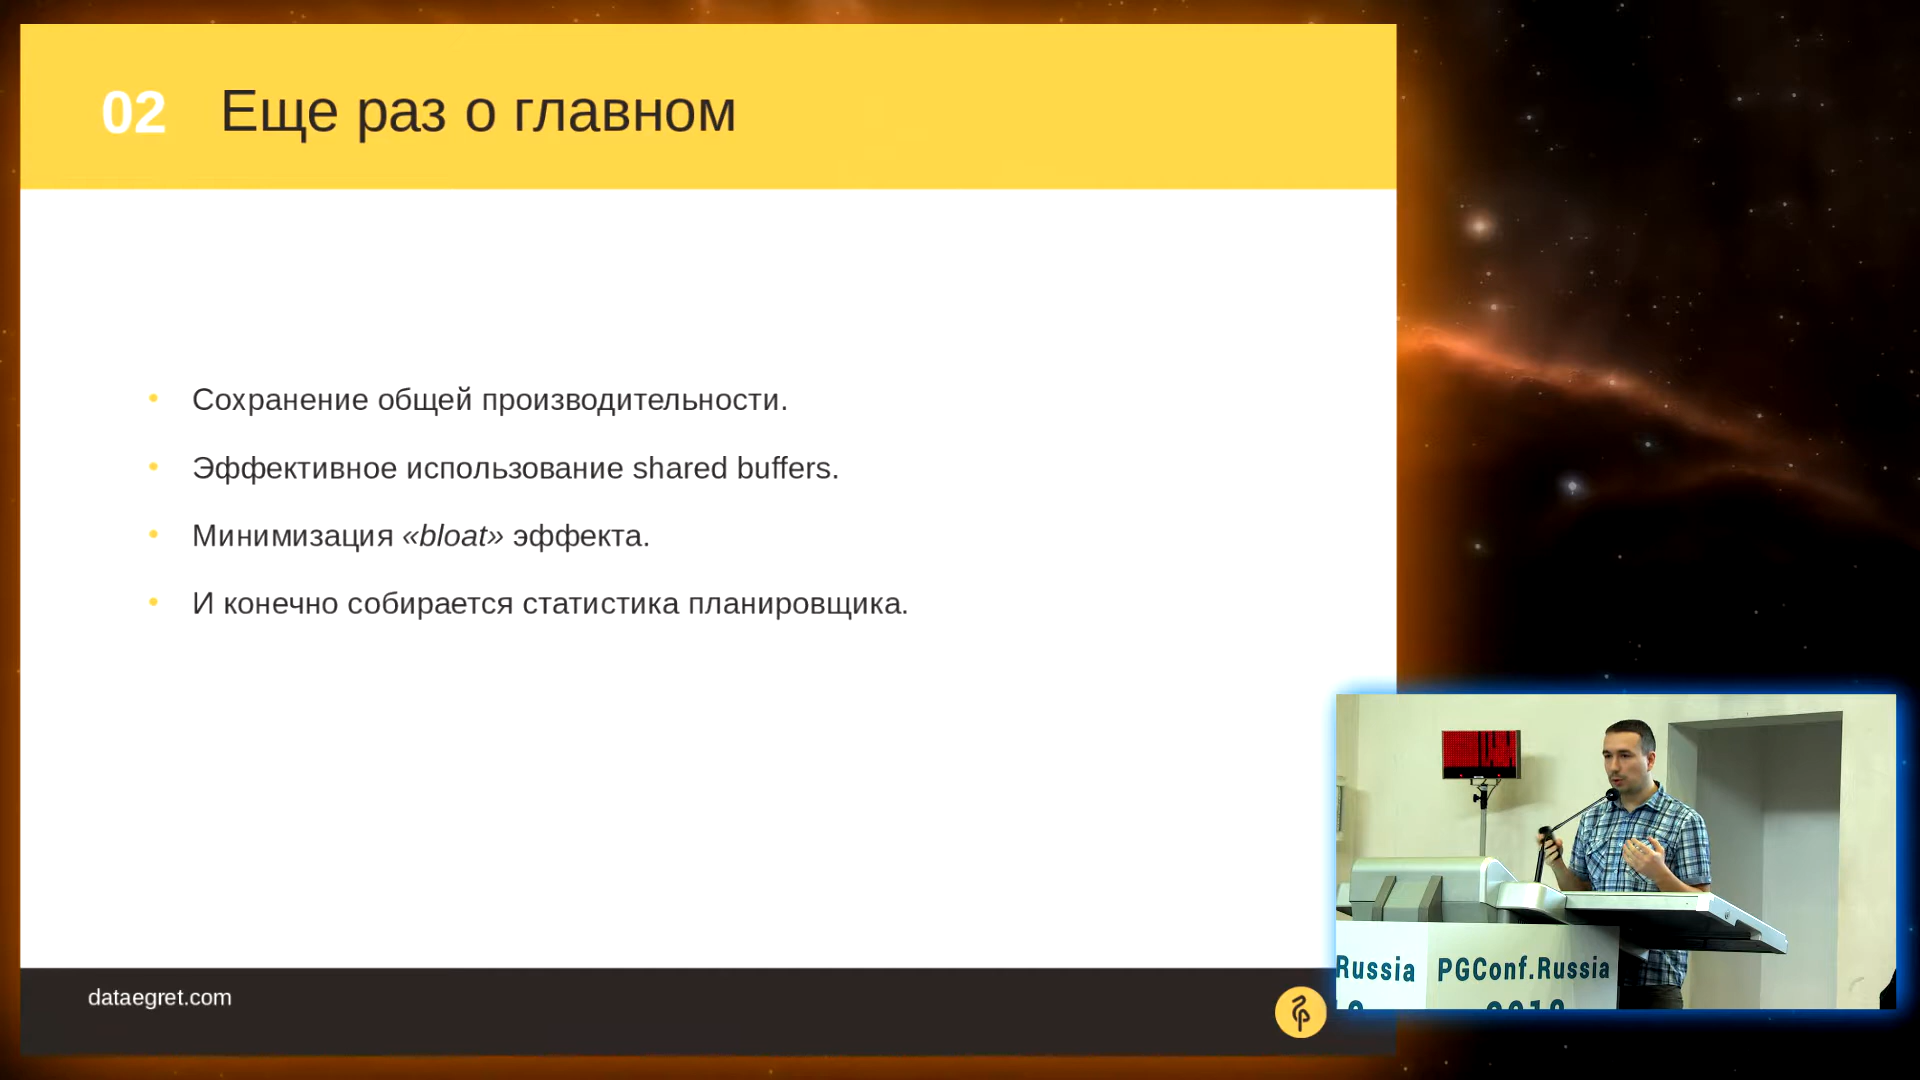 02 Еще раз о главном
• Сохранение общей производительности.
• Эффективное использование shared buffers.
• Минимизация «bloat» эффекта.
• И конечно собирается статистика планировщика.
dataegret.com
Russia PGConf.Russia